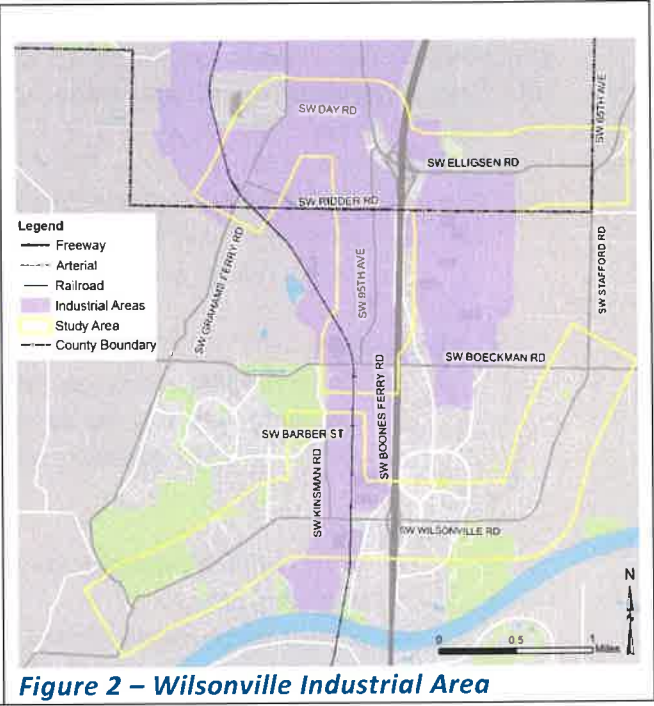 SW DAY RD
SW 65TH AVE
SW ELLIGSEN RD
SW RIDDER RD
Legend
Freeway
Arterial
Railroad
Industrial Areas
Study Area
County Boundary
SW GRAHAMS FERRY RD
SW 95TH AVE
SW STAFFORD RD
SW BOECKMAN RD
SW BOONES FERRY RD
SW BARBER ST
SW KINSMAN RD
SW WILSONVILLE RD
N
0 0.5 1
Miles
Figure 2 – Wilsonville Industrial Area